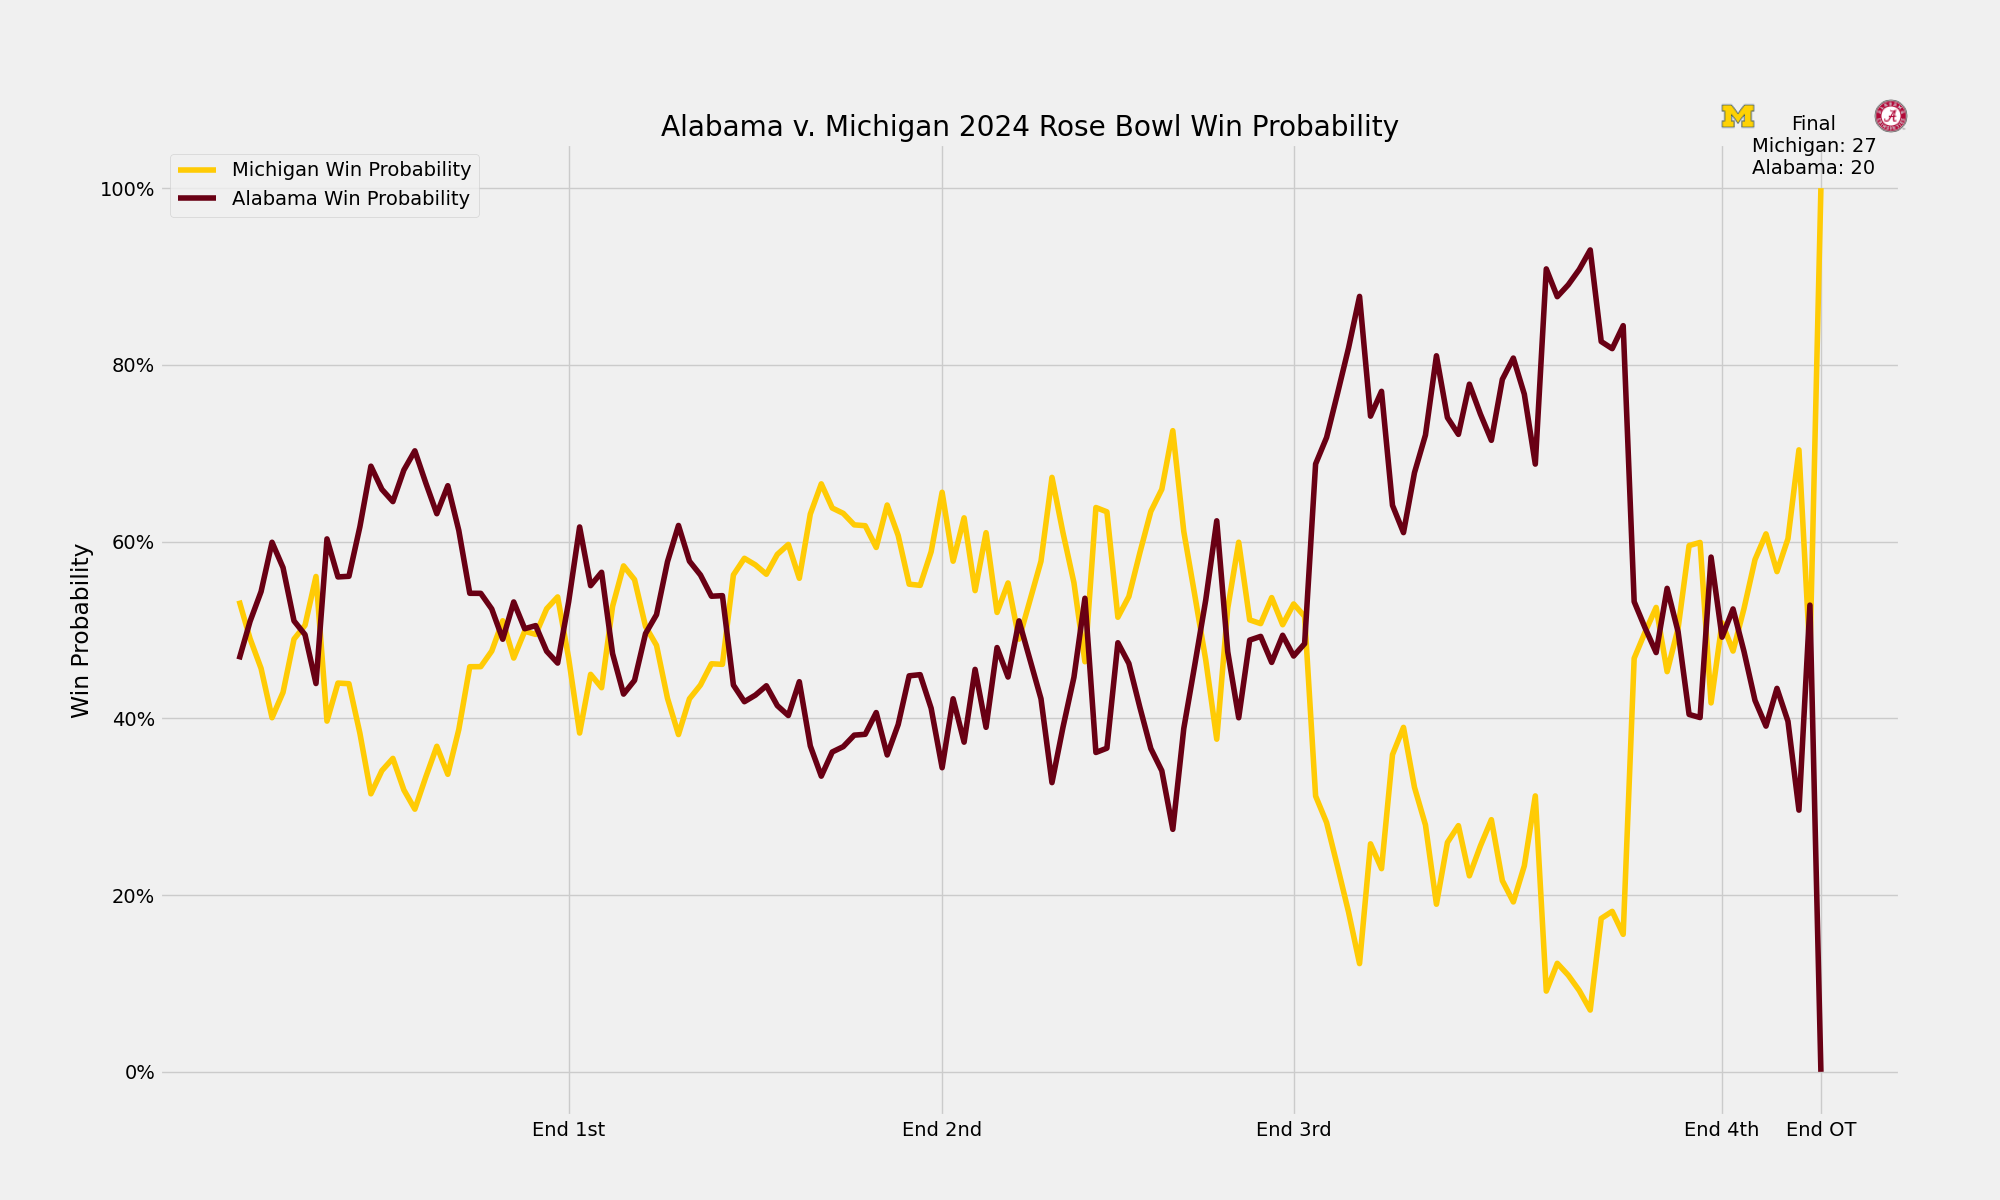 Alabama v. Michigan 2024 Rose Bowl Win Probability
M
A
Final
Michigan: 27
Alabama: 20
Michigan Win Probability
Alabama Win Probability
Win Probability
100%
80%
60%
40%
20%
0%
End 1st
End 2nd
End 3rd
End 4th
End OT